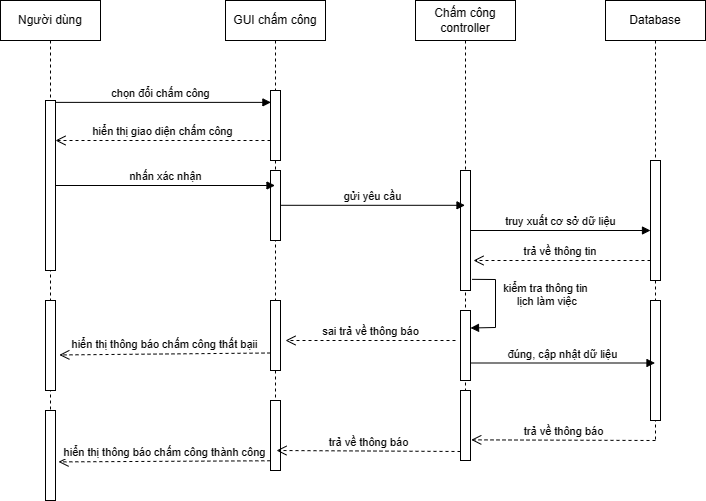 Người dùng
GUI chấm công
Chấm công
controller
Database
chọn đổi chấm công
hiển thị giao diện chấm công
nhấn xác nhận
gửi yêu cầu
truy xuất cơ sở dữ liệu
trả về thông tin
kiểm tra thông tin
lịch làm việc
sai trả về thông báo
hiển thị thông báo chấm công thất bạii
đúng, cập nhật dữ liệu
trả về thông báo
trả về thông báo
hiển thị thông báo chấm công thành công